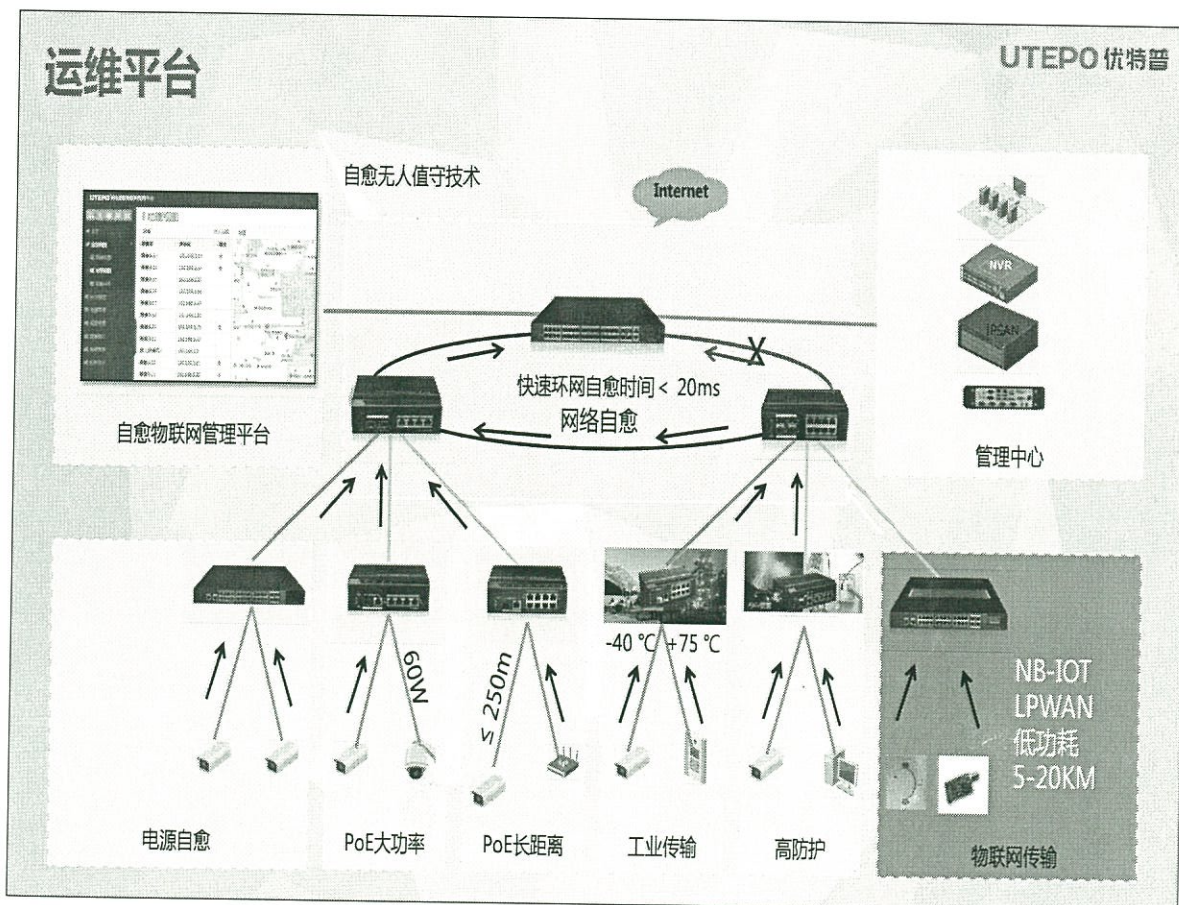 运维平台
UTEPO 优特普
自愈无人值守技术
Internet
NVR
IPSAN
快速环网自愈时间 < 20ms
网络自愈
自愈物联网管理平台
管理中心
-40 ℃ +75 ℃
60W
≤ 250m
NB-IOT
LPWAN
低功耗
5-20KM
电源自愈
PoE大功率
PoE长距离
工业传输
高防护
物联网传输